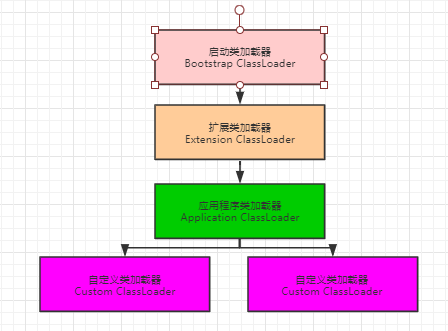 启动类加载器
Bootstrap ClassLoader
扩展类加载器
Extension ClassLoader
应用程序类加载器
Application ClassLoader
自定义类加载器
Custom ClassLoader
自定义类加载器
Custom ClassLoader